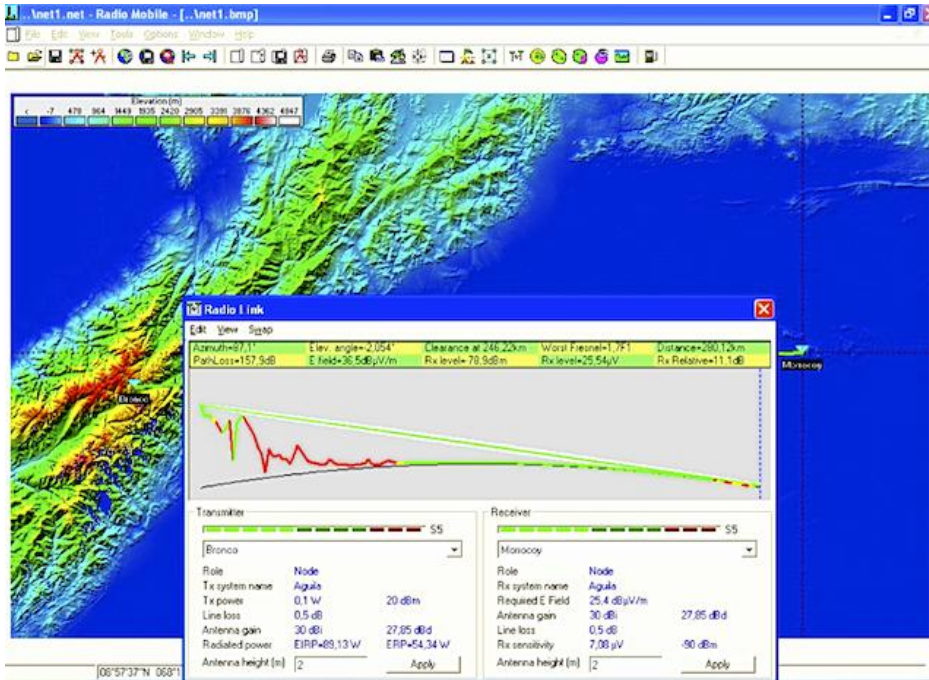 ..\net1.net - Radio Mobile - [..\net1.bmp]
File Edit View Tools Options Window Help
Elevation (m)
< -7 479 964 1449 1935 2420 2905 3391 3876 4362 4847
Bronco
Morrocoy
Radio Link
Edit View Swap
Azimuth=87,1° Elev. angle=-2,054° Clearance at 246,22km Worst Fresnel=1,7F1 Distance=280,12km
PathLoss=157,9dB E field=36,5dBµV/m Rx level=-78,9dBm Rx level=25,54µV Rx Relative=11,1dB
Transmitter Receiver
S5 S5
Bronco Morrocoy
Role Node Role Node
Tx system name Aguila Rx system name Aguila
Tx power 0,1 W 20 dBm Required E Field 25,4 dBµV/m
Line loss 0,5 dB Antenna gain 30 dBi 27,85 dBd
Antenna gain 30 dBi 27,85 dBd Line loss 0,5 dB
Radiated power EIRP=89,13 W ERP=54,34 W Rx sensitivity 7,08 µV -90 dBm
Antenna height (m) 2 Apply Antenna height (m) 2 Apply
06°57'37"N